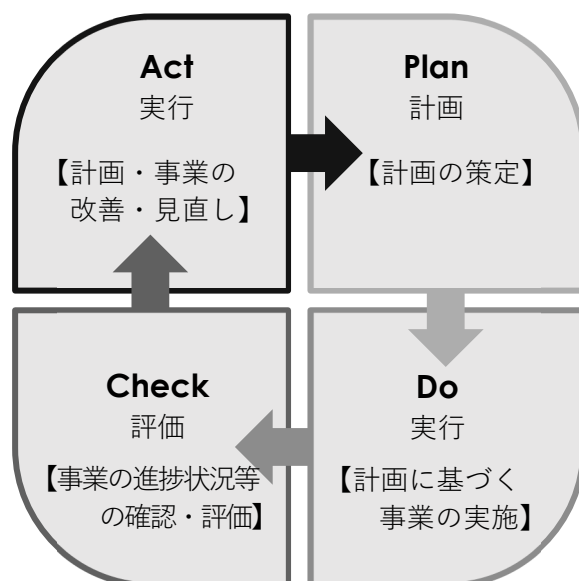 Act
実行
【計画・事業の
改善・見直し】
Plan
計画
【計画の策定】
Check
評価
【事業の進捗状況等
の確認・評価】
Do
実行
【計画に基づく
事業の実施】